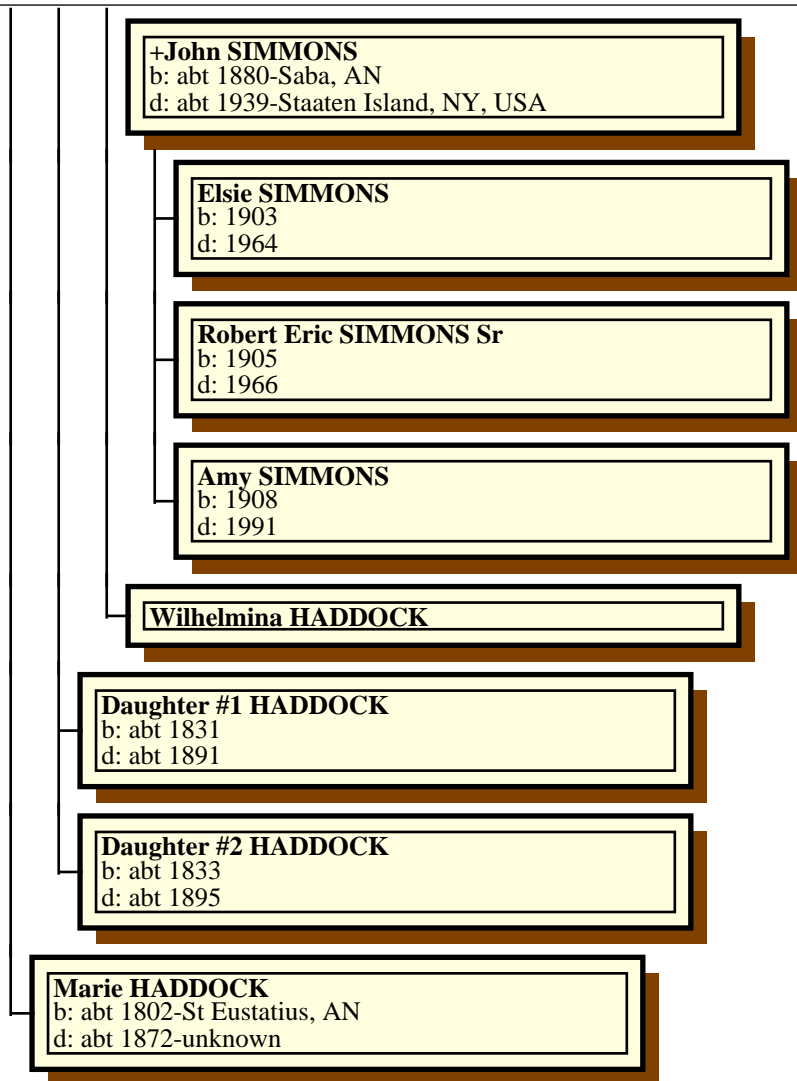 +John SIMMONS
b: abt 1880-Saba, AN
d: abt 1939-Staaten Island, NY, USA
Elsie SIMMONS
b: 1903
d: 1964
Robert Eric SIMMONS Sr
b: 1905
d: 1966
Amy SIMMONS
b: 1908
d: 1991
Wilhelmina HADDOCK
Daughter #1 HADDOCK
b: abt 1831
d: abt 1891
Daughter #2 HADDOCK
b: abt 1833
d: abt 1895
Marie HADDOCK
b: abt 1802-St Eustatius, AN
d: abt 1872-unknown